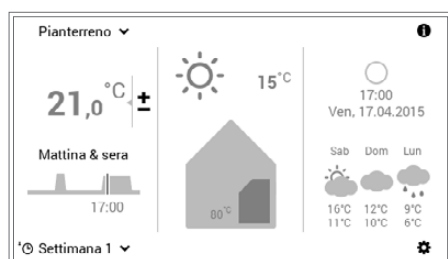 Pianterreno
21,0 °C ±
Mattina & sera
17:00
Settimana 1
15°C
80°C
17:00
Ven, 17.04.2015
Sab Dom Lun
16°C 12°C 9°C
11°C 10°C 6°C